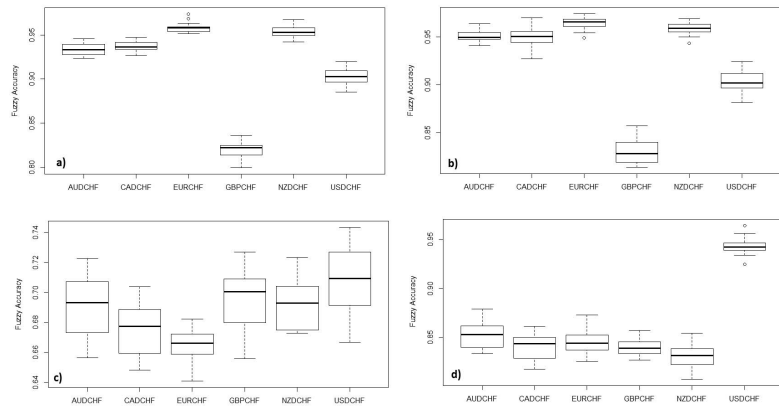 Fuzzy Accuracy
0.95
0.90
0.85
0.80
a)
AUDCHF CADCHF EURCHF GBPCHF NZDCHF USDCHF
Fuzzy Accuracy
0.95
0.90
0.85
b)
AUDCHF CADCHF EURCHF GBPCHF NZDCHF USDCHF
Fuzzy Accuracy
0.74
0.72
0.70
0.68
0.66
0.64
c)
AUDCHF CADCHF EURCHF GBPCHF NZDCHF USDCHF
Fuzzy Accuracy
0.95
0.90
0.85
d)
AUDCHF CADCHF EURCHF GBPCHF NZDCHF USDCHF